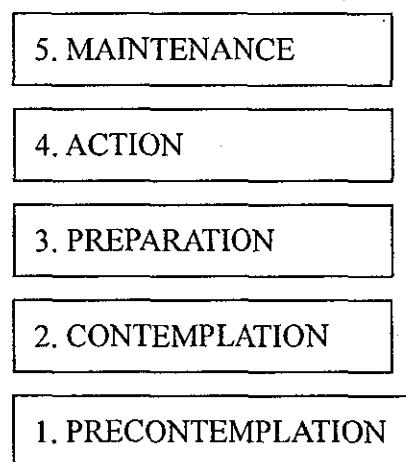 5. MAINTENANCE
4. ACTION
3. PREPARATION
2. CONTEMPLATION
1. PRECONTEMPLATION